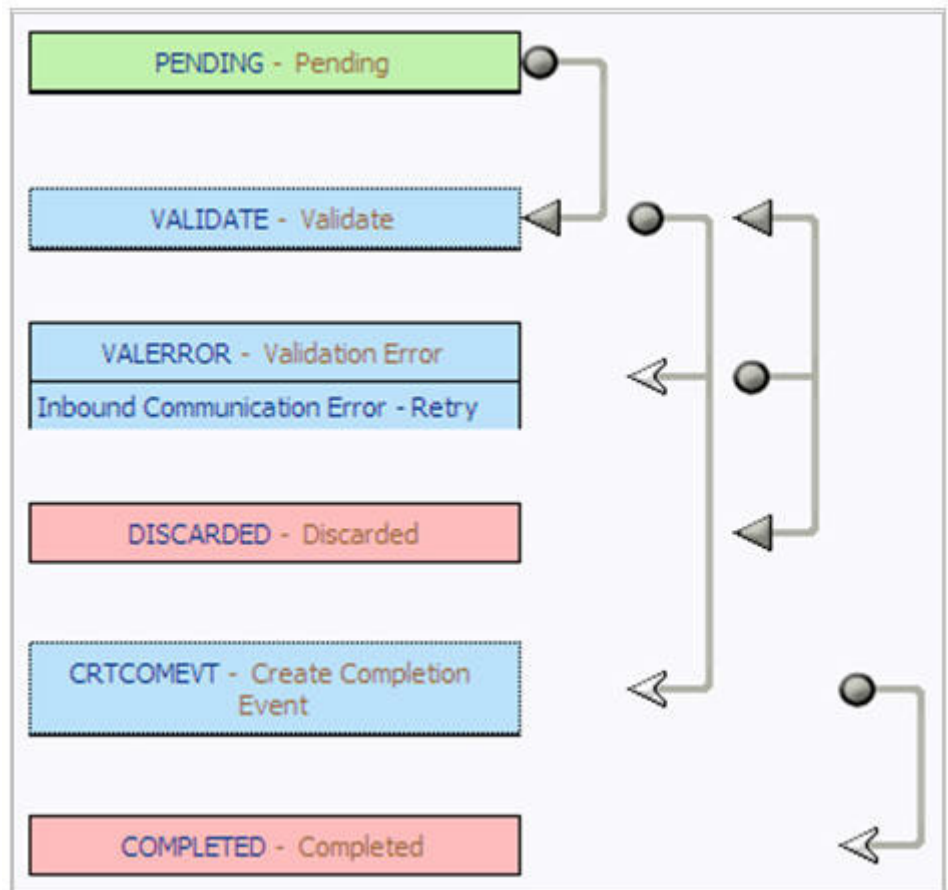 PENDING - Pending
VALIDATE - Validate
VALERROR - Validation Error
Inbound Communication Error - Retry
DISCARDED - Discarded
CRTCOMEVT - Create Completion
Event
COMPLETED - Completed